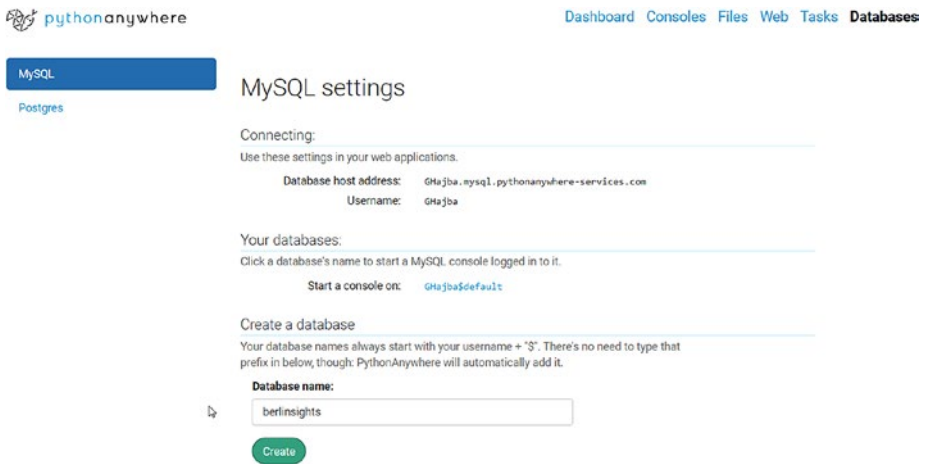 pythonanywhere
Dashboard Consoles Files Web Tasks Databases
MySQL
Postgres
MySQL settings
Connecting:
Use these settings in your web applications.
Database host address: GHajba.mysql.pythonanywhere-services.com
Username: GHajba
Your databases:
Click a database's name to start a MySQL console logged in to it.
Start a console on: GHajba$default
Create a database
Your database names always start with your username + "$". There's no need to type that
prefix in below, though: PythonAnywhere will automatically add it.
Database name:
berlinsights
Create